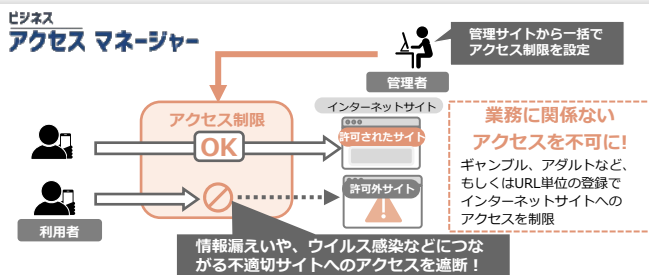 ビジネス
アクセス マネージャー
管理サイトから一括で
アクセス制限を設定
管理者
インターネットサイト
アクセス制限
OK
許可されたサイト
許可外サイト
利用者
業務に関係ない
アクセスを不可に!
ギャンブル、アダルトなど、
もしくはURL単位の登録で
インターネットサイトへの
アクセスを制限
情報漏えいや、ウイルス感染などにつな
がる不適切サイトへのアクセスを遮断！